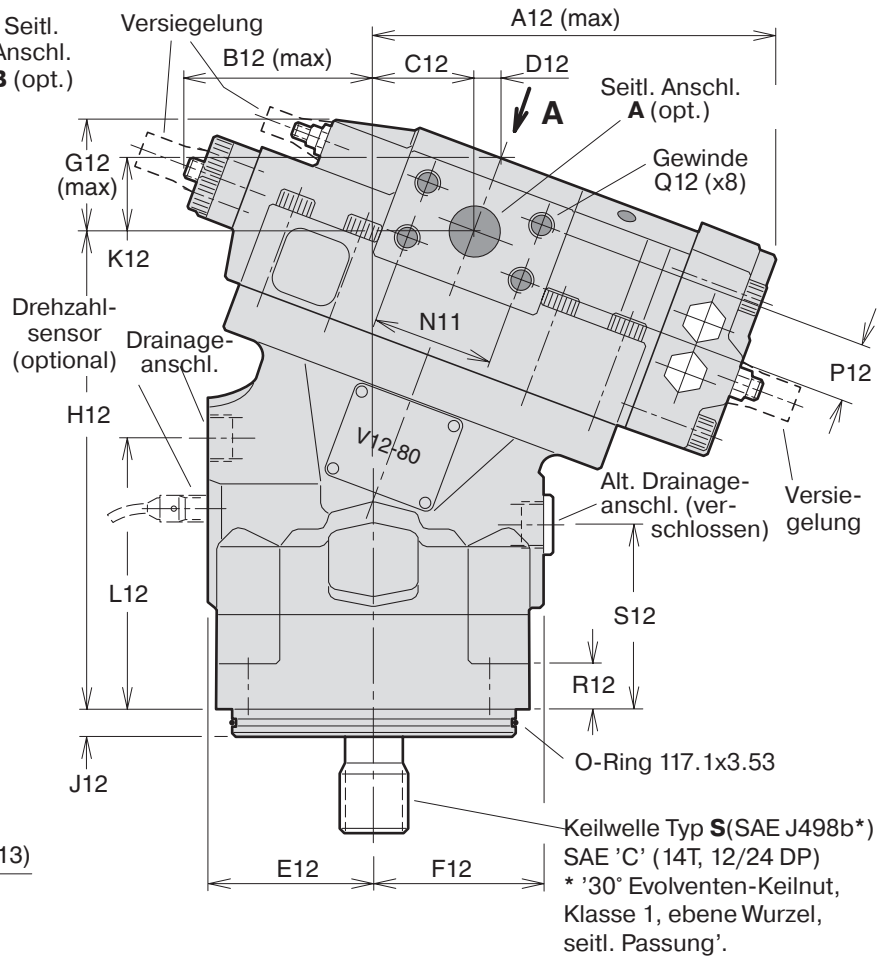 Seitl.
Anschl.
B (opt.)
Versiegelung
A12 (max)
B12 (max)
C12
D12
A
Seitl. Anschl.
A (opt.)
Gewinde
Q12 (x8)
G12
(max)
K12
N11
Drehzahl-
sensor
(optional)
Drainage-
anschl.
P12
H12
V12-80
Alt. Drainage-
anschl. (ver-
schlossen)
Versie-
gelung
L12
S12
R12
J12
O-Ring 117.1x3.53
E12
F12
13)
Keilwelle Typ S(SAE J498b*)
SAE 'C' (14T, 12/24 DP)
* '30° Evolventen-Keilnut,
Klasse 1, ebene Wurzel,
seitl. Passung'.